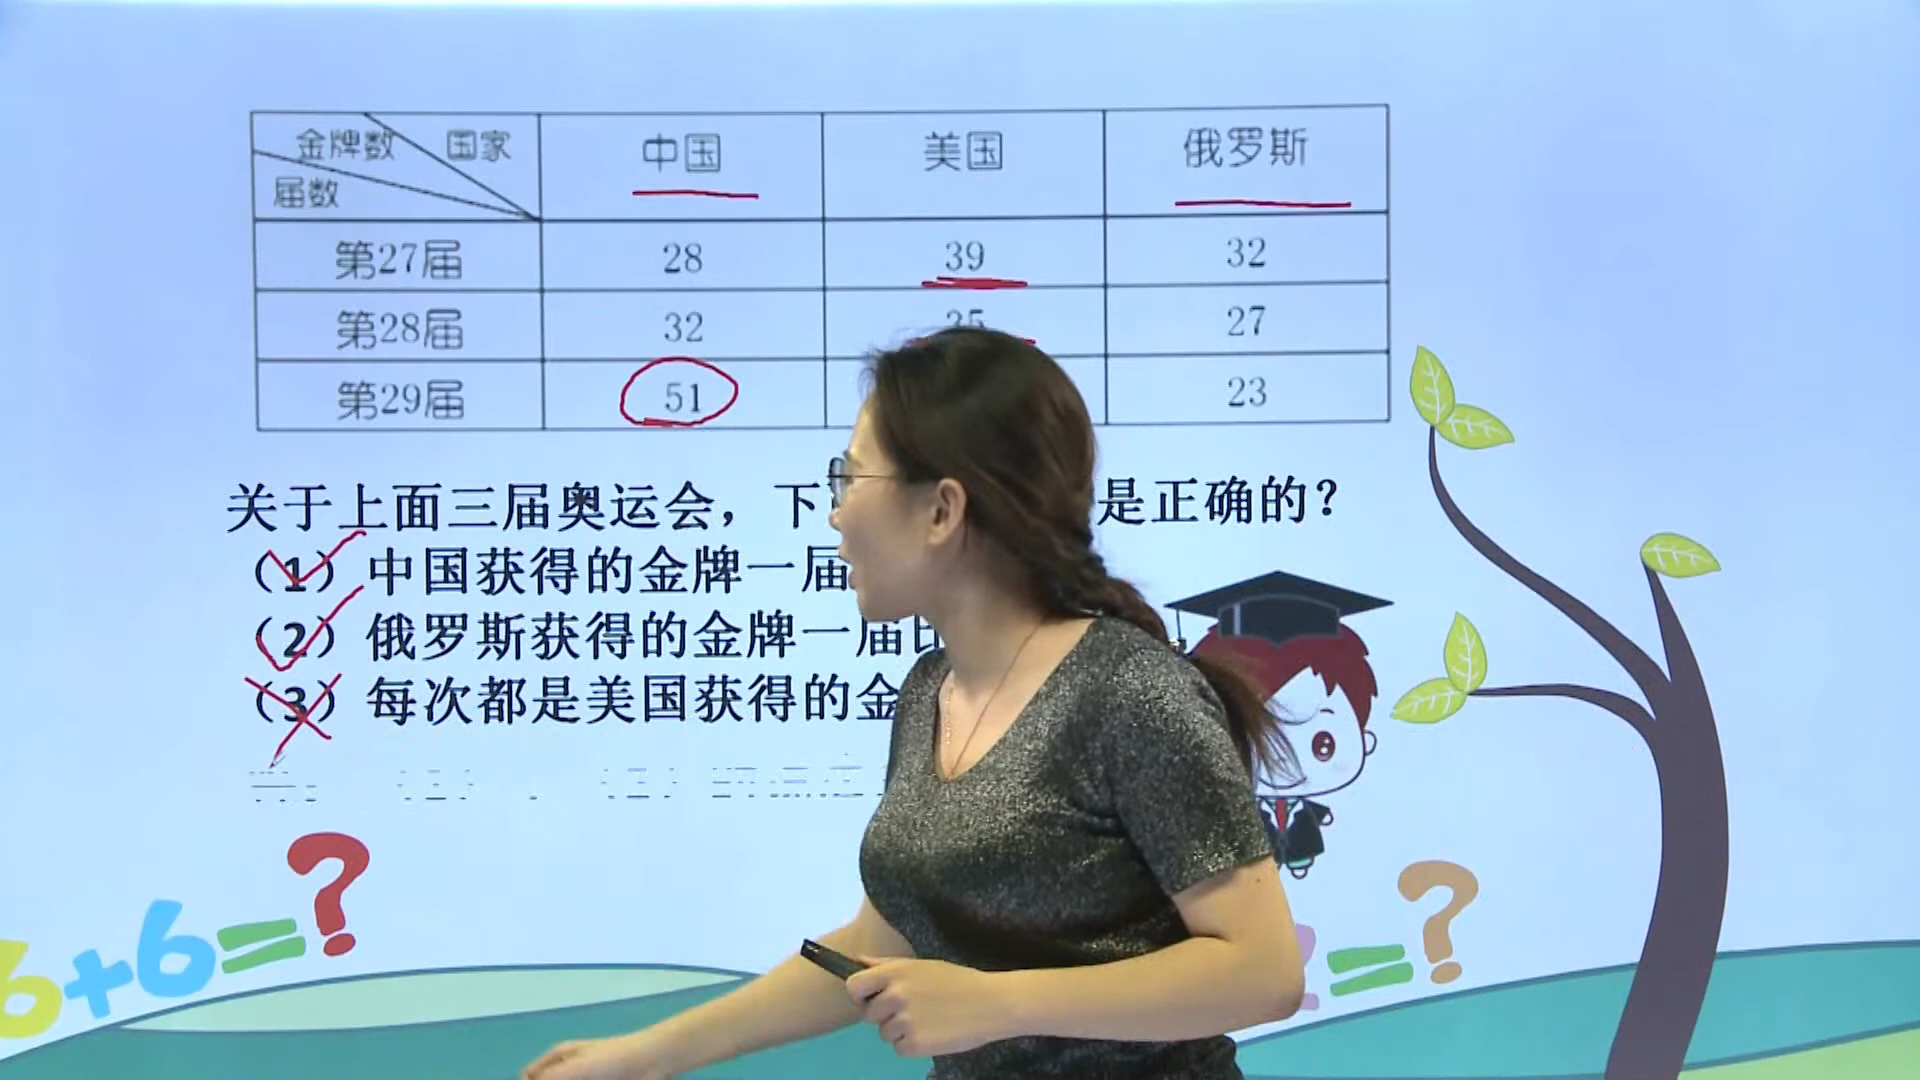 金牌数 国家 届数 中国 美国 俄罗斯
第27届 28 39 32
第28届 32 35 27
第29届 51 23
关于上面三届奥运会，下 是正确的？
（1）中国获得的金牌一届
（2）俄罗斯获得的金牌一届比
（3）每次都是美国获得的金
6+6=?
=?